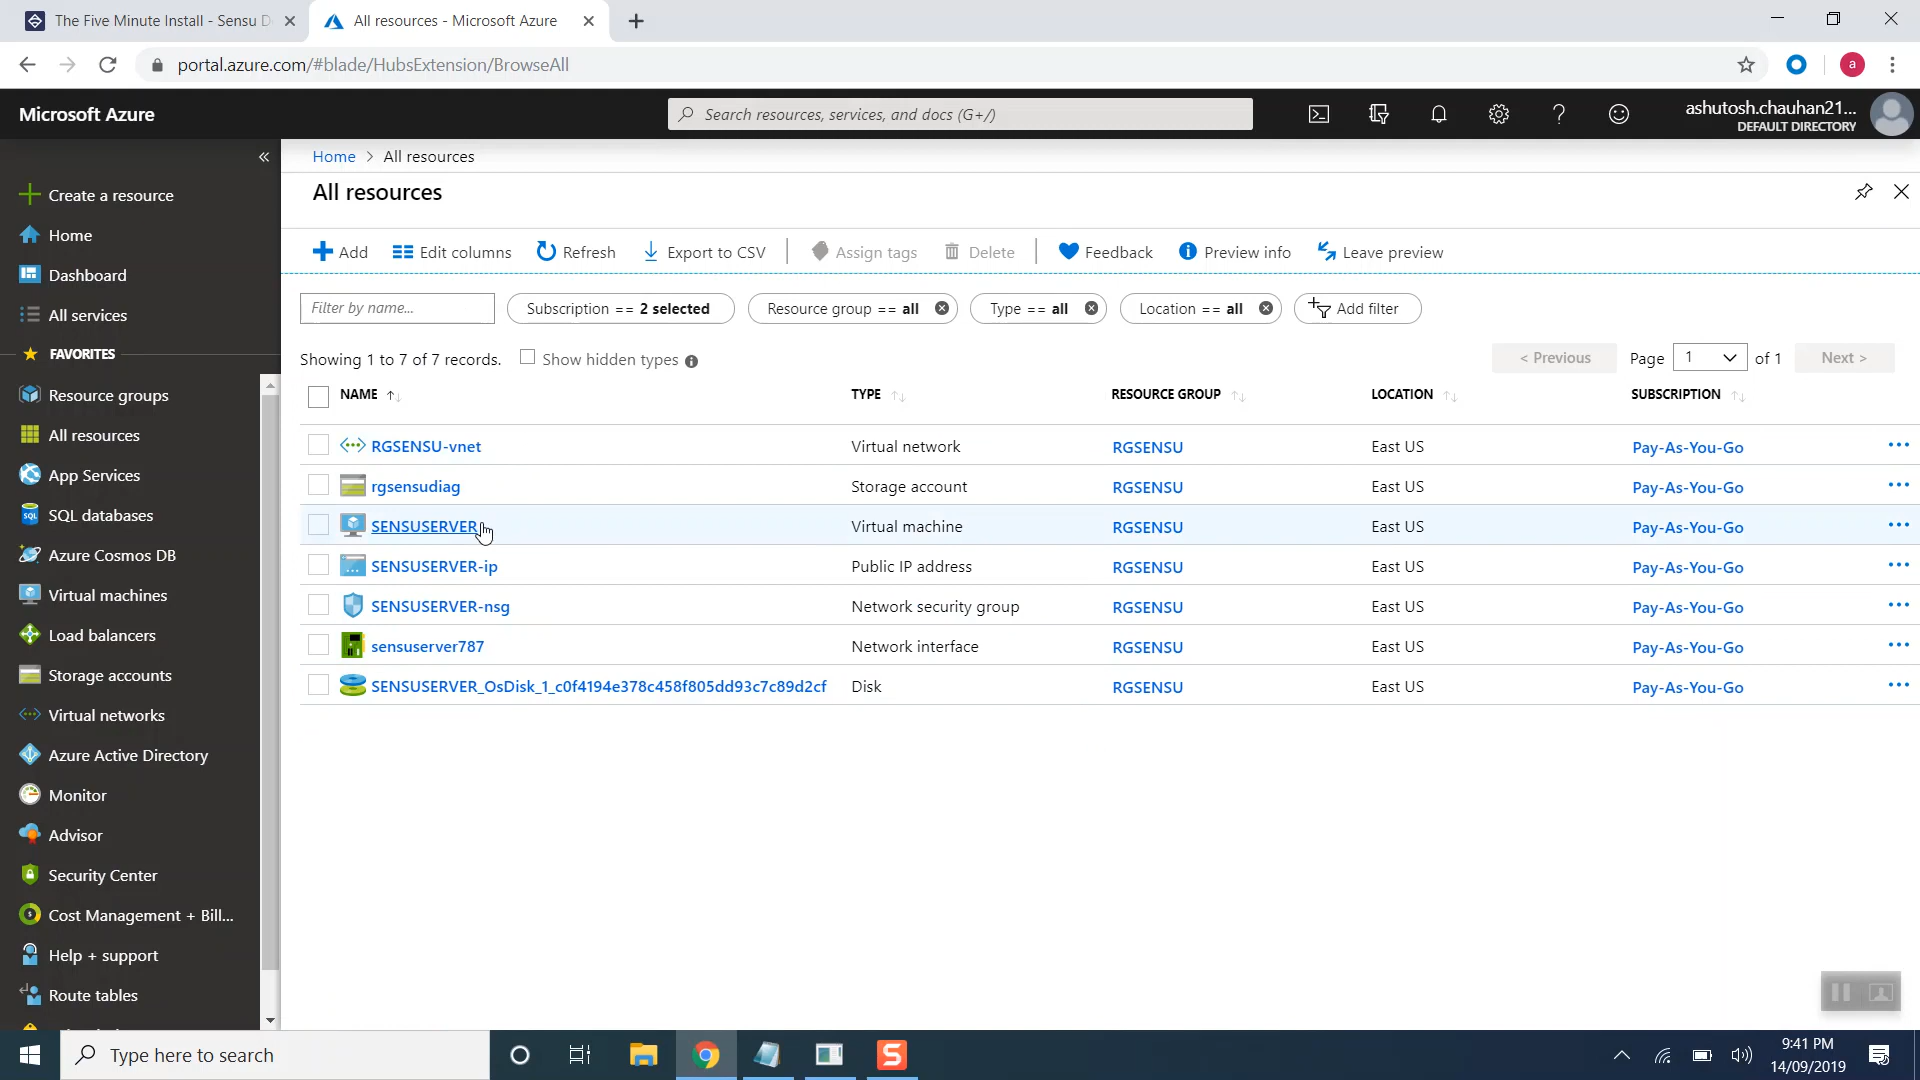 The Five Minute Install - Sensu D
All resources - Microsoft Azure
portal.azure.com/#blade/HubsExtension/BrowseAll
a
Microsoft Azure
Search resources, services, and docs (G+/)
ashutosh.chauhan21...
DEFAULT DIRECTORY
Create a resource
Home
Dashboard
All services
FAVORITES
Resource groups
All resources
App Services
SQL databases
Azure Cosmos DB
Virtual machines
Load balancers
Storage accounts
Virtual networks
Azure Active Directory
Monitor
Advisor
Security Center
Cost Management + Bill...
Help + support
Route tables
Home > All resources
All resources
Add Edit columns Refresh Export to CSV Assign tags Delete Feedback Preview info Leave preview
Filter by name... Subscription == 2 selected Resource group == all Type == all Location == all Add filter
Showing 1 to 7 of 7 records. Show hidden types < Previous Page 1 of 1 Next >
NAME TYPE RESOURCE GROUP LOCATION SUBSCRIPTION
RGSENSU-vnet Virtual network RGSENSU East US Pay-As-You-Go
rgsensudiag Storage account RGSENSU East US Pay-As-You-Go
SENSUSERVER Virtual machine RGSENSU East US Pay-As-You-Go
SENSUSERVER-ip Public IP address RGSENSU East US Pay-As-You-Go
SENSUSERVER-nsg Network security group RGSENSU East US Pay-As-You-Go
sensuserver787 Network interface RGSENSU East US Pay-As-You-Go
SENSUSERVER_OsDisk_1_c0f4194e378c458f805dd93c7c89d2cf Disk RGSENSU East US Pay-As-You-Go
Type here to search
9:41 PM
14/09/2019